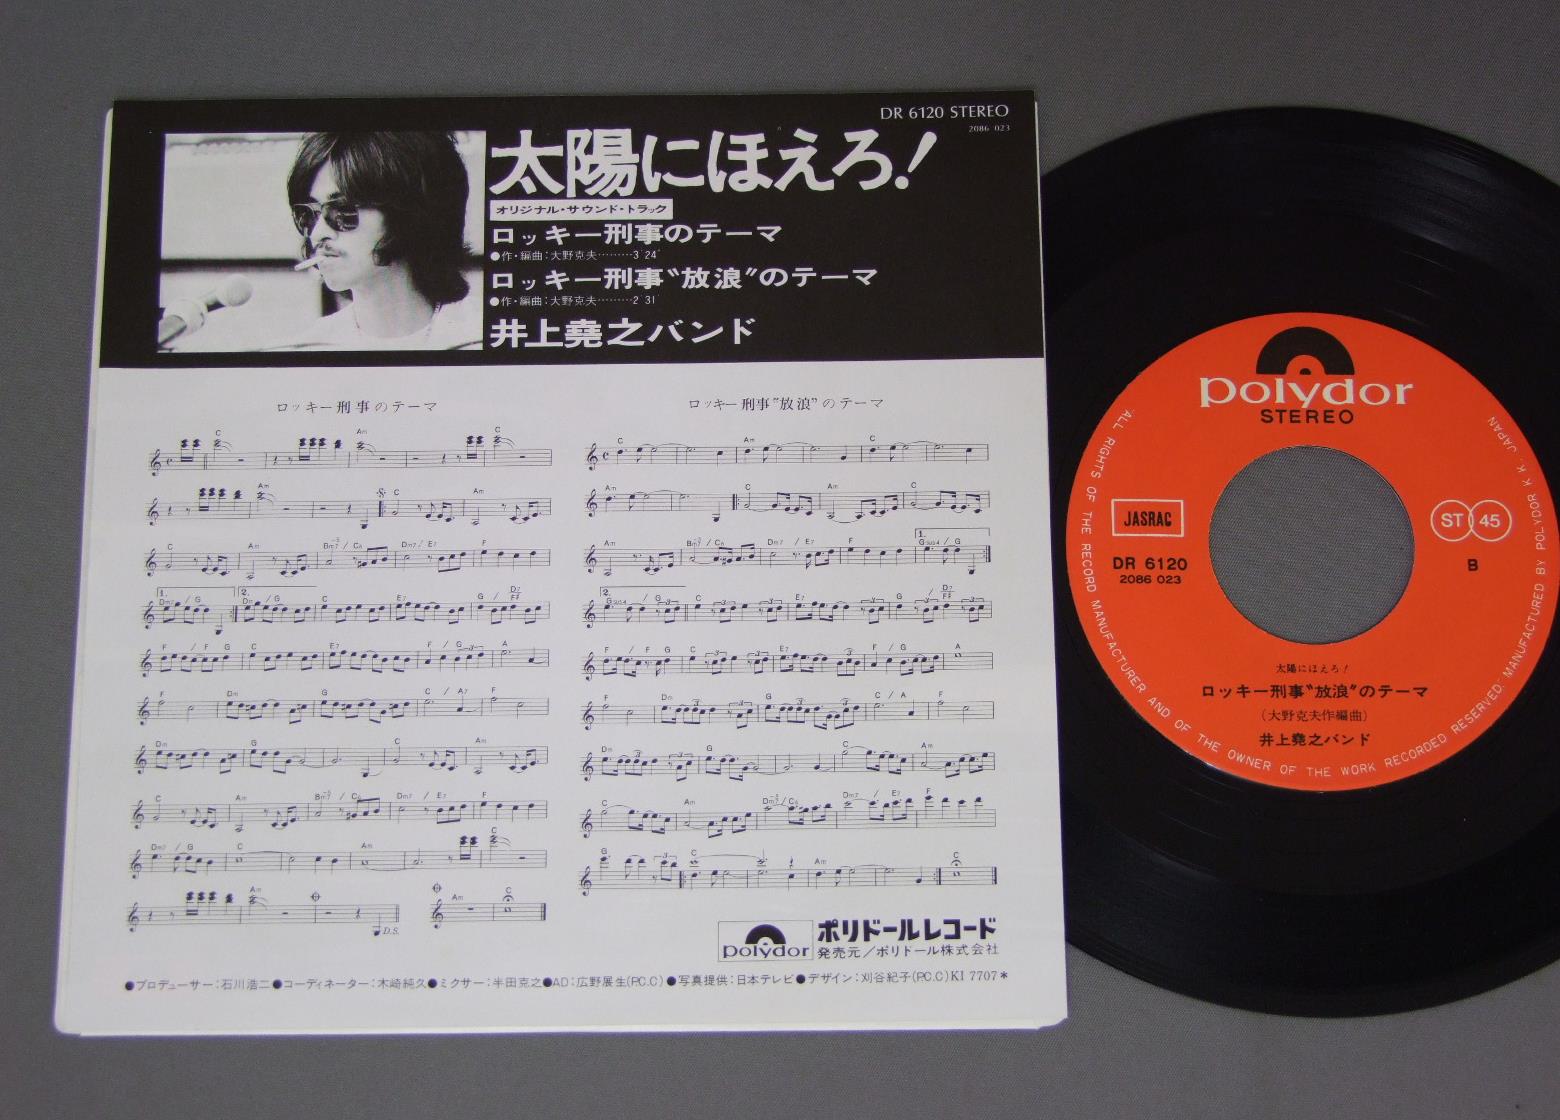 DR 6120 STEREO
2086 023
太陽にほえろ!
オリジナル・サウンド・トラック
ロッキー刑事のテーマ
●作・編曲:大野克夫………3′24″
ロッキー刑事“放浪”のテーマ
●作・編曲:大野克夫………2′31″
井上堯之バンド
ロッキー刑事のテーマ
ロッキー刑事“放浪”のテーマ
D.S.
polydor
ポリドールレコード
発売元/ポリドール株式会社
●プロデューサー:石川浩二●コーディネーター:木崎純久●ミクサー:半田克之●AD:広野展生(P.C.C)●写真提供:日本テレビ●デザイン:刈谷紀子(P.C.C)KI 7707*
polydor
STEREO
JASRAC
ST 45
DR 6120
2086 023
B
太陽にほえろ!
ロッキー刑事“放浪”のテーマ
(大野克夫作編曲)
井上堯之バンド
ALL RIGHTS OF THE RECORD MANUFACTURER AND OF THE OWNER OF THE WORK RECORDED RESERVED. MANUFACTURED BY POLYDOR K.K. JAPAN